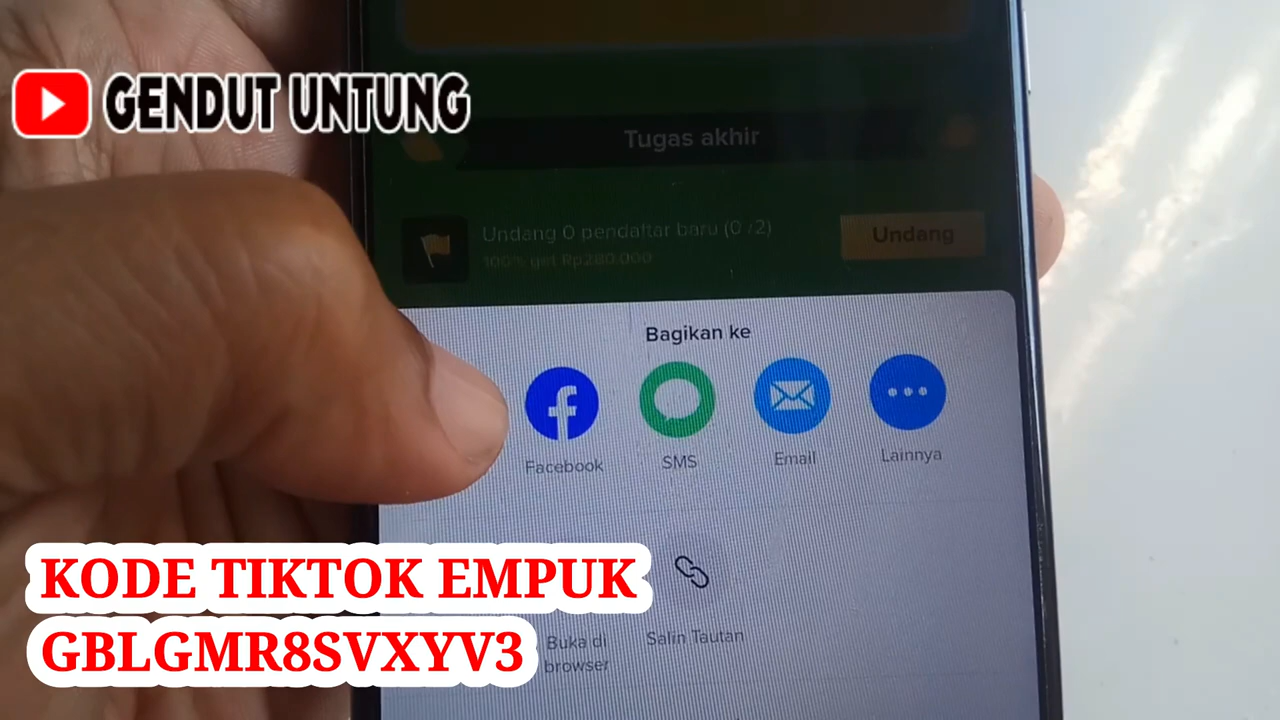 GENDUT UNTUNG
Tugas akhir
Undang 0 pendaftar baru (0 /2)
100% get Rp280.000
Undang
Bagikan ke
Facebook
SMS
Email
Lainnya
KODE TIKTOK EMPUK
GBLGMR8SVXYV3
Buka di
browser
Salin Tautan